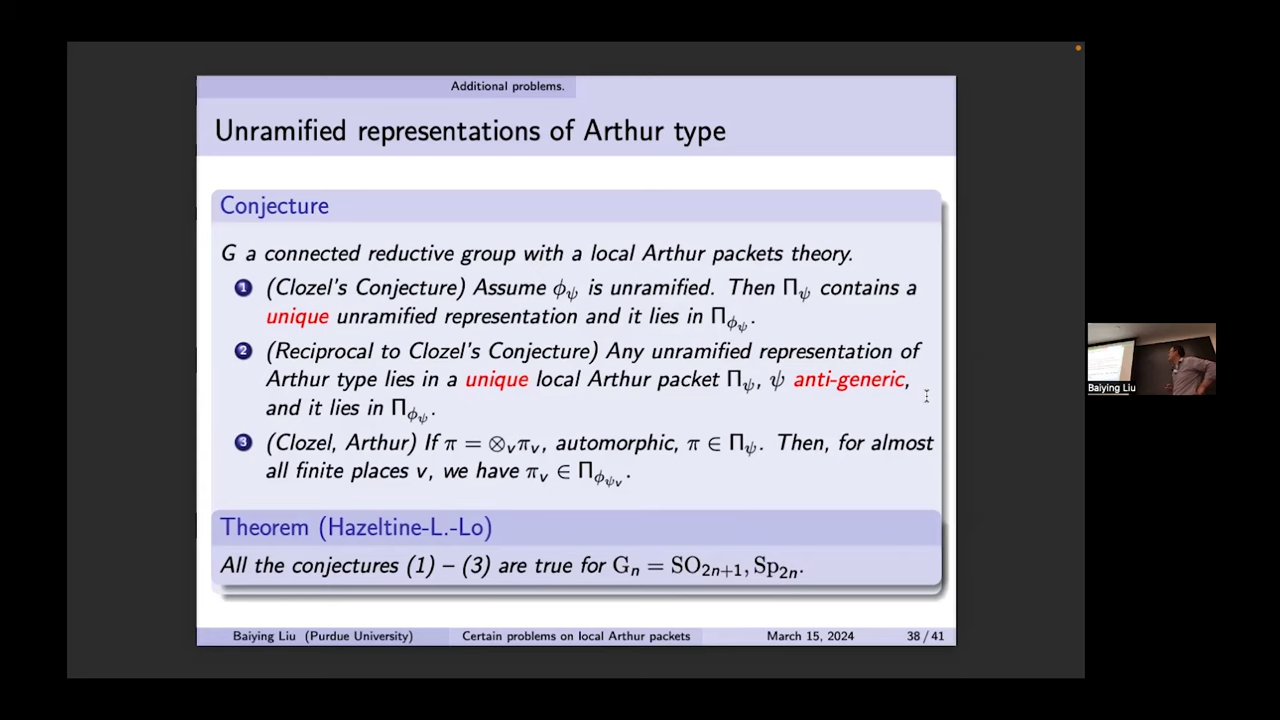 Additional problems.
Unramified representations of Arthur type
Conjecture
G a connected reductive group with a local Arthur packets theory.
1 (Clozel's Conjecture) Assume ϕ_ψ is unramified. Then Π_ψ contains a
unique unramified representation and it lies in Π_{ϕ_ψ}.
2 (Reciprocal to Clozel's Conjecture) Any unramified representation of
Arthur type lies in a unique local Arthur packet Π_ψ, ψ anti-generic,
and it lies in Π_{ϕ_ψ}.
3 (Clozel, Arthur) If π = ⊗_vπ_v, automorphic, π ∈ Π_ψ. Then, for almost
all finite places v, we have π_v ∈ Π_{ϕ_{ψ_v}}.
Theorem (Hazeltine-L.-Lo)
All the conjectures (1) – (3) are true for G_n = SO_{2n+1}, Sp_{2n}.
Baiying Liu (Purdue University) Certain problems on local Arthur packets March 15, 2024 38 / 41
Baiying Liu